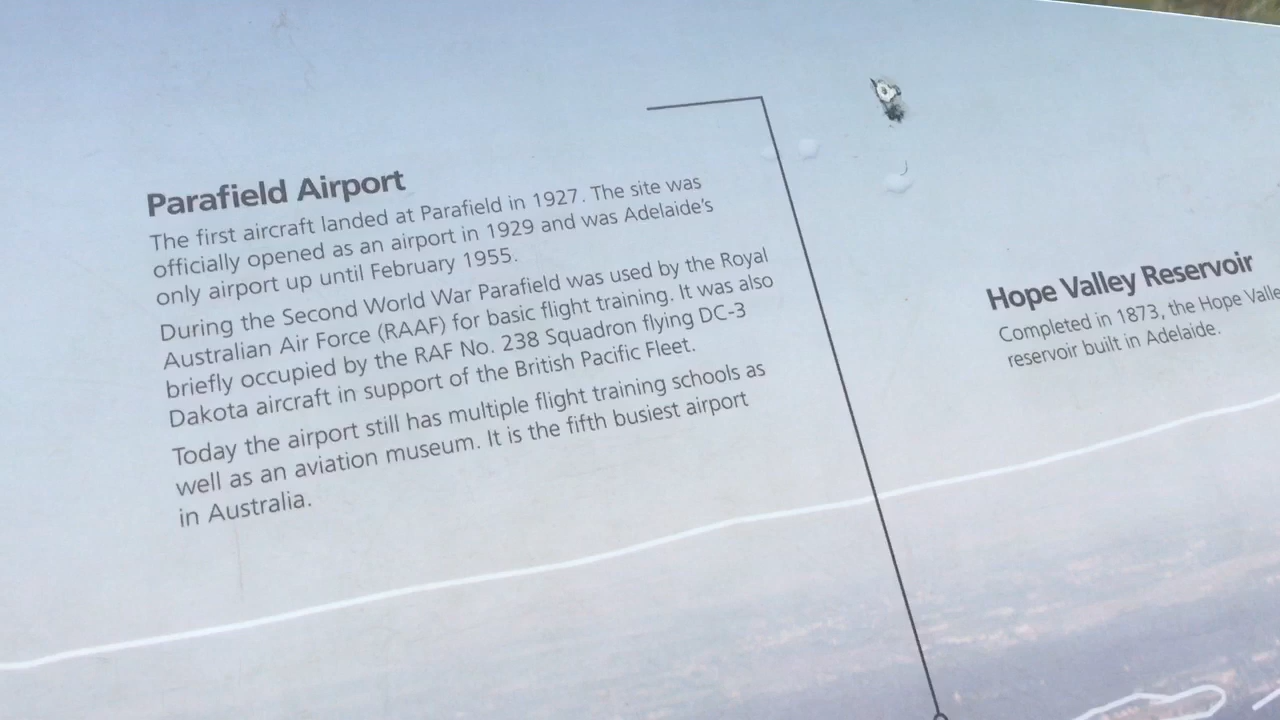 Parafield Airport
The first aircraft landed at Parafield in 1927. The site was
officially opened as an airport in 1929 and was Adelaide's
only airport up until February 1955.
During the Second World War Parafield was used by the Royal
Australian Air Force (RAAF) for basic flight training. It was also
briefly occupied by the RAF No. 238 Squadron flying DC-3
Dakota aircraft in support of the British Pacific Fleet.
Today the airport still has multiple flight training schools as
well as an aviation museum. It is the fifth busiest airport
in Australia.
Hope Valley Reservoir
Completed in 1873, the Hope Valle
reservoir built in Adelaide.